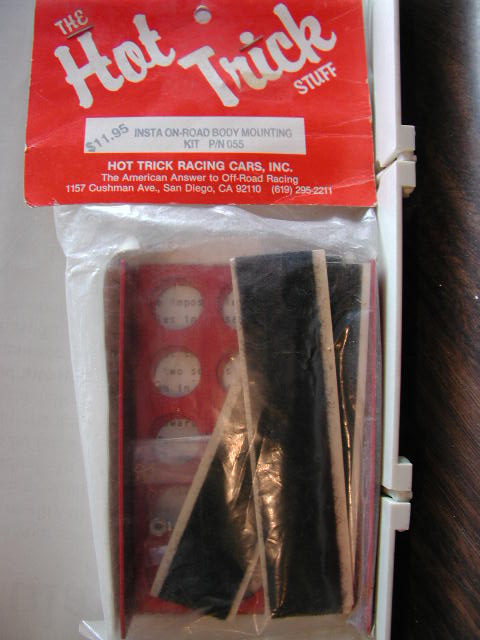 THE
Hot Trick
STUFF
$11.95 INSTA ON-ROAD BODY MOUNTING
KIT P/N 055
HOT TRICK RACING CARS, INC.
The American Answer to Off-Road Racing
1157 Cushman Ave., San Diego, CA 92110 (619) 295-2211
two